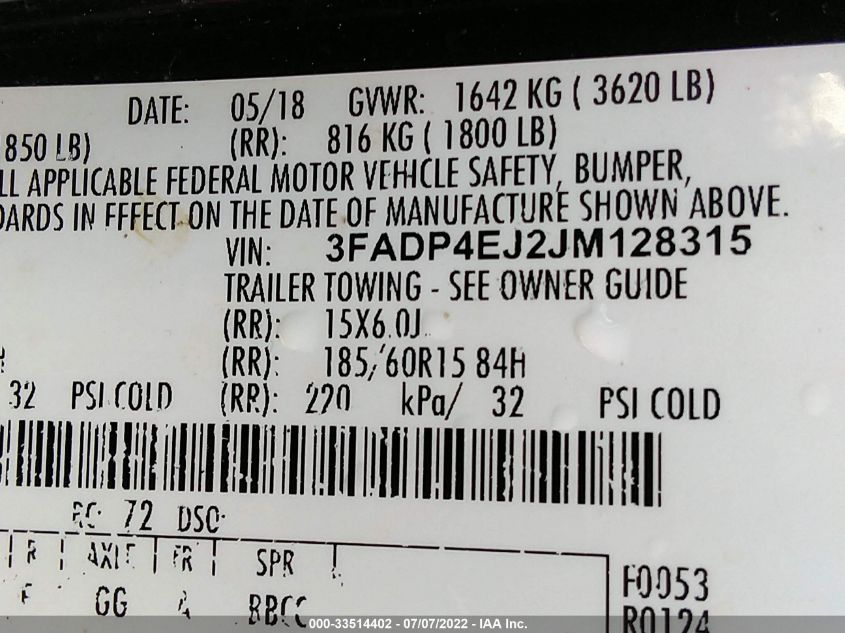 DATE: 05/18 GVWR: 1642 KG ( 3620 LB)
850 LB) (RR): 816 KG ( 1800 LB)
LL APPLICABLE FEDERAL MOTOR VEHICLE SAFETY, BUMPER,
DARDS IN EFFECT ON THE DATE OF MANUFACTURE SHOWN ABOVE.
VIN: 3FADP4EJ2JM128315
TRAILER TOWING - SEE OWNER GUIDE
(RR): 15X6.0J
(RR): 185/60R15 84H
32 PSI COLD (RR): 220 kPa/ 32 PSI COLD
RC: 72 DSO:
R AXLE TR SPR
F GG A BBCC
F0053
R0124
000-33514402 - 07/07/2022 - IAA Inc.